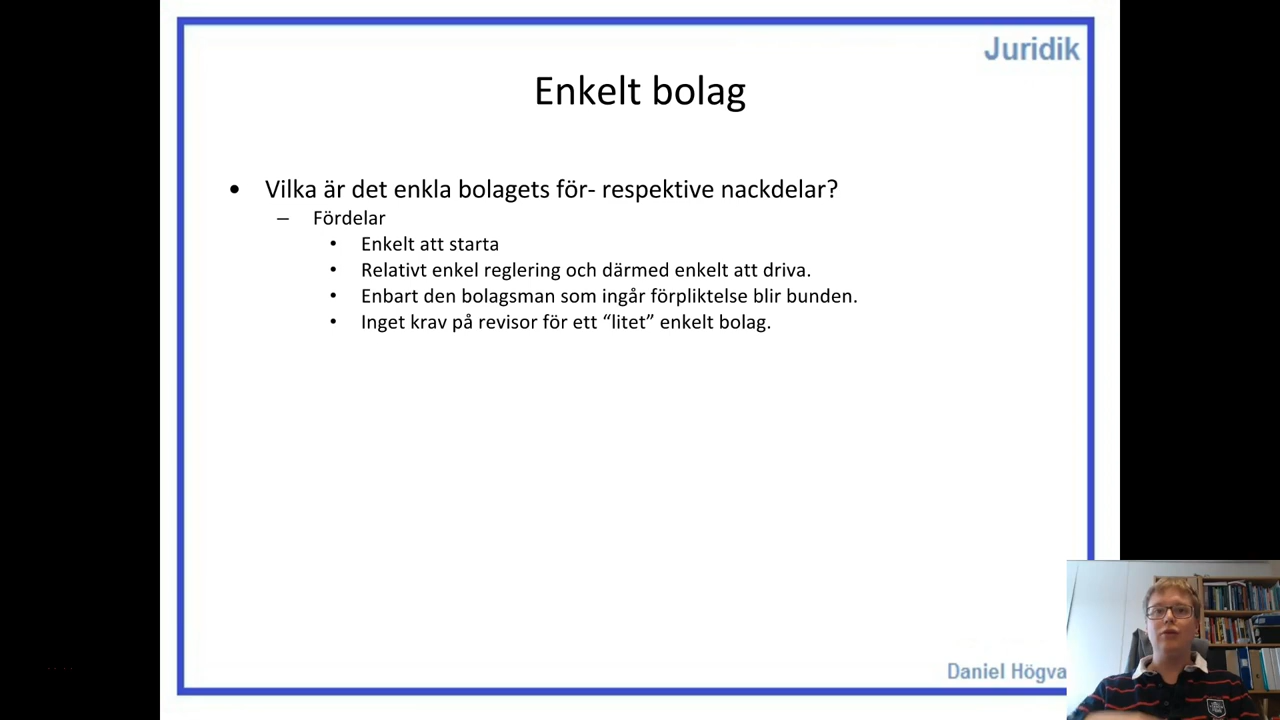 Juridik
Enkelt bolag
• Vilka är det enkla bolagets för- respektive nackdelar?
– Fördelar
• Enkelt att starta
• Relativt enkel reglering och därmed enkelt att driva.
• Enbart den bolagsman som ingår förpliktelse blir bunden.
• Inget krav på revisor för ett “litet” enkelt bolag.
Daniel Högva